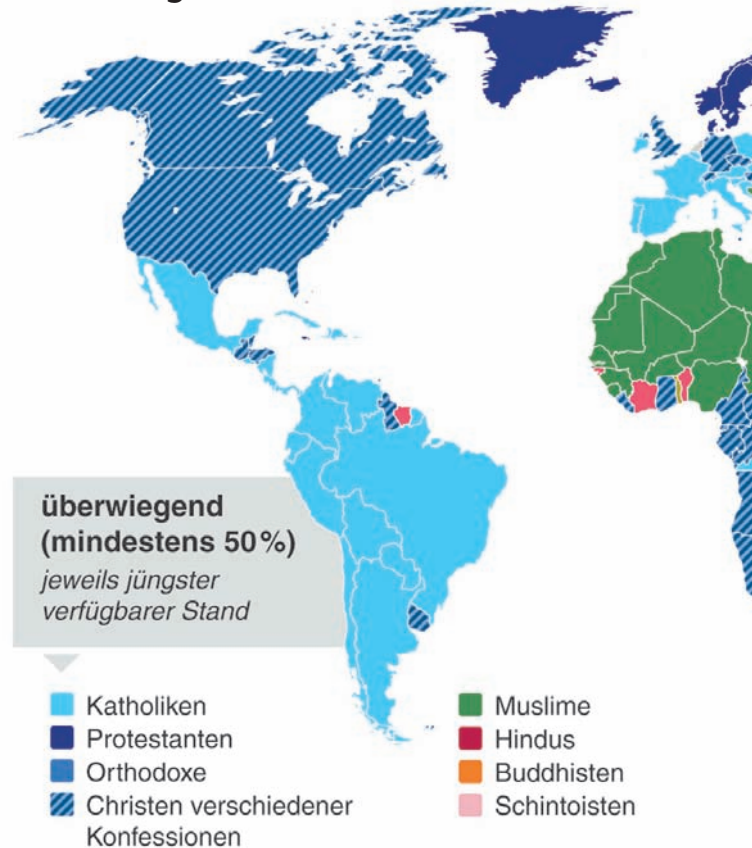 überwiegend
(mindestens 50%)
jeweils jüngster
verfügbarer Stand
Katholiken
Protestanten
Orthodoxe
Christen verschiedener
Konfessionen
Muslime
Hindus
Buddhisten
Schintoisten